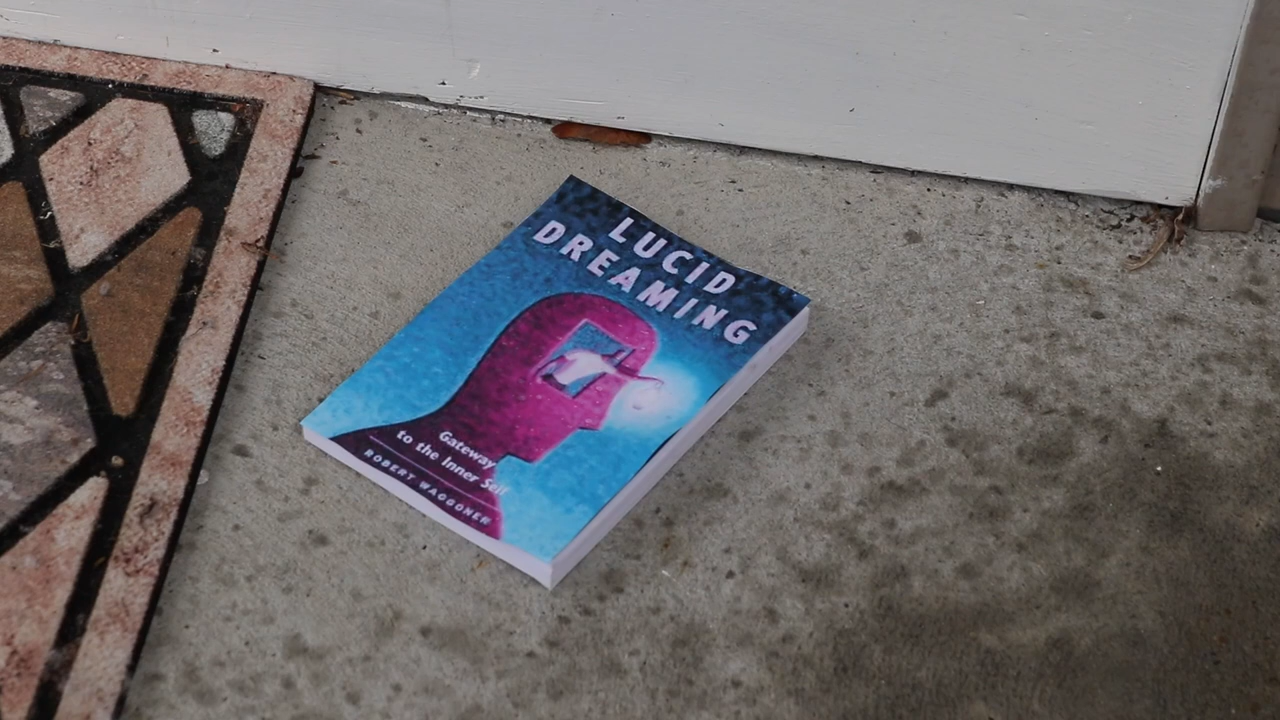 LUCID
DREAMING
Gateway
to the Inner Self
ROBERT WAGGONER